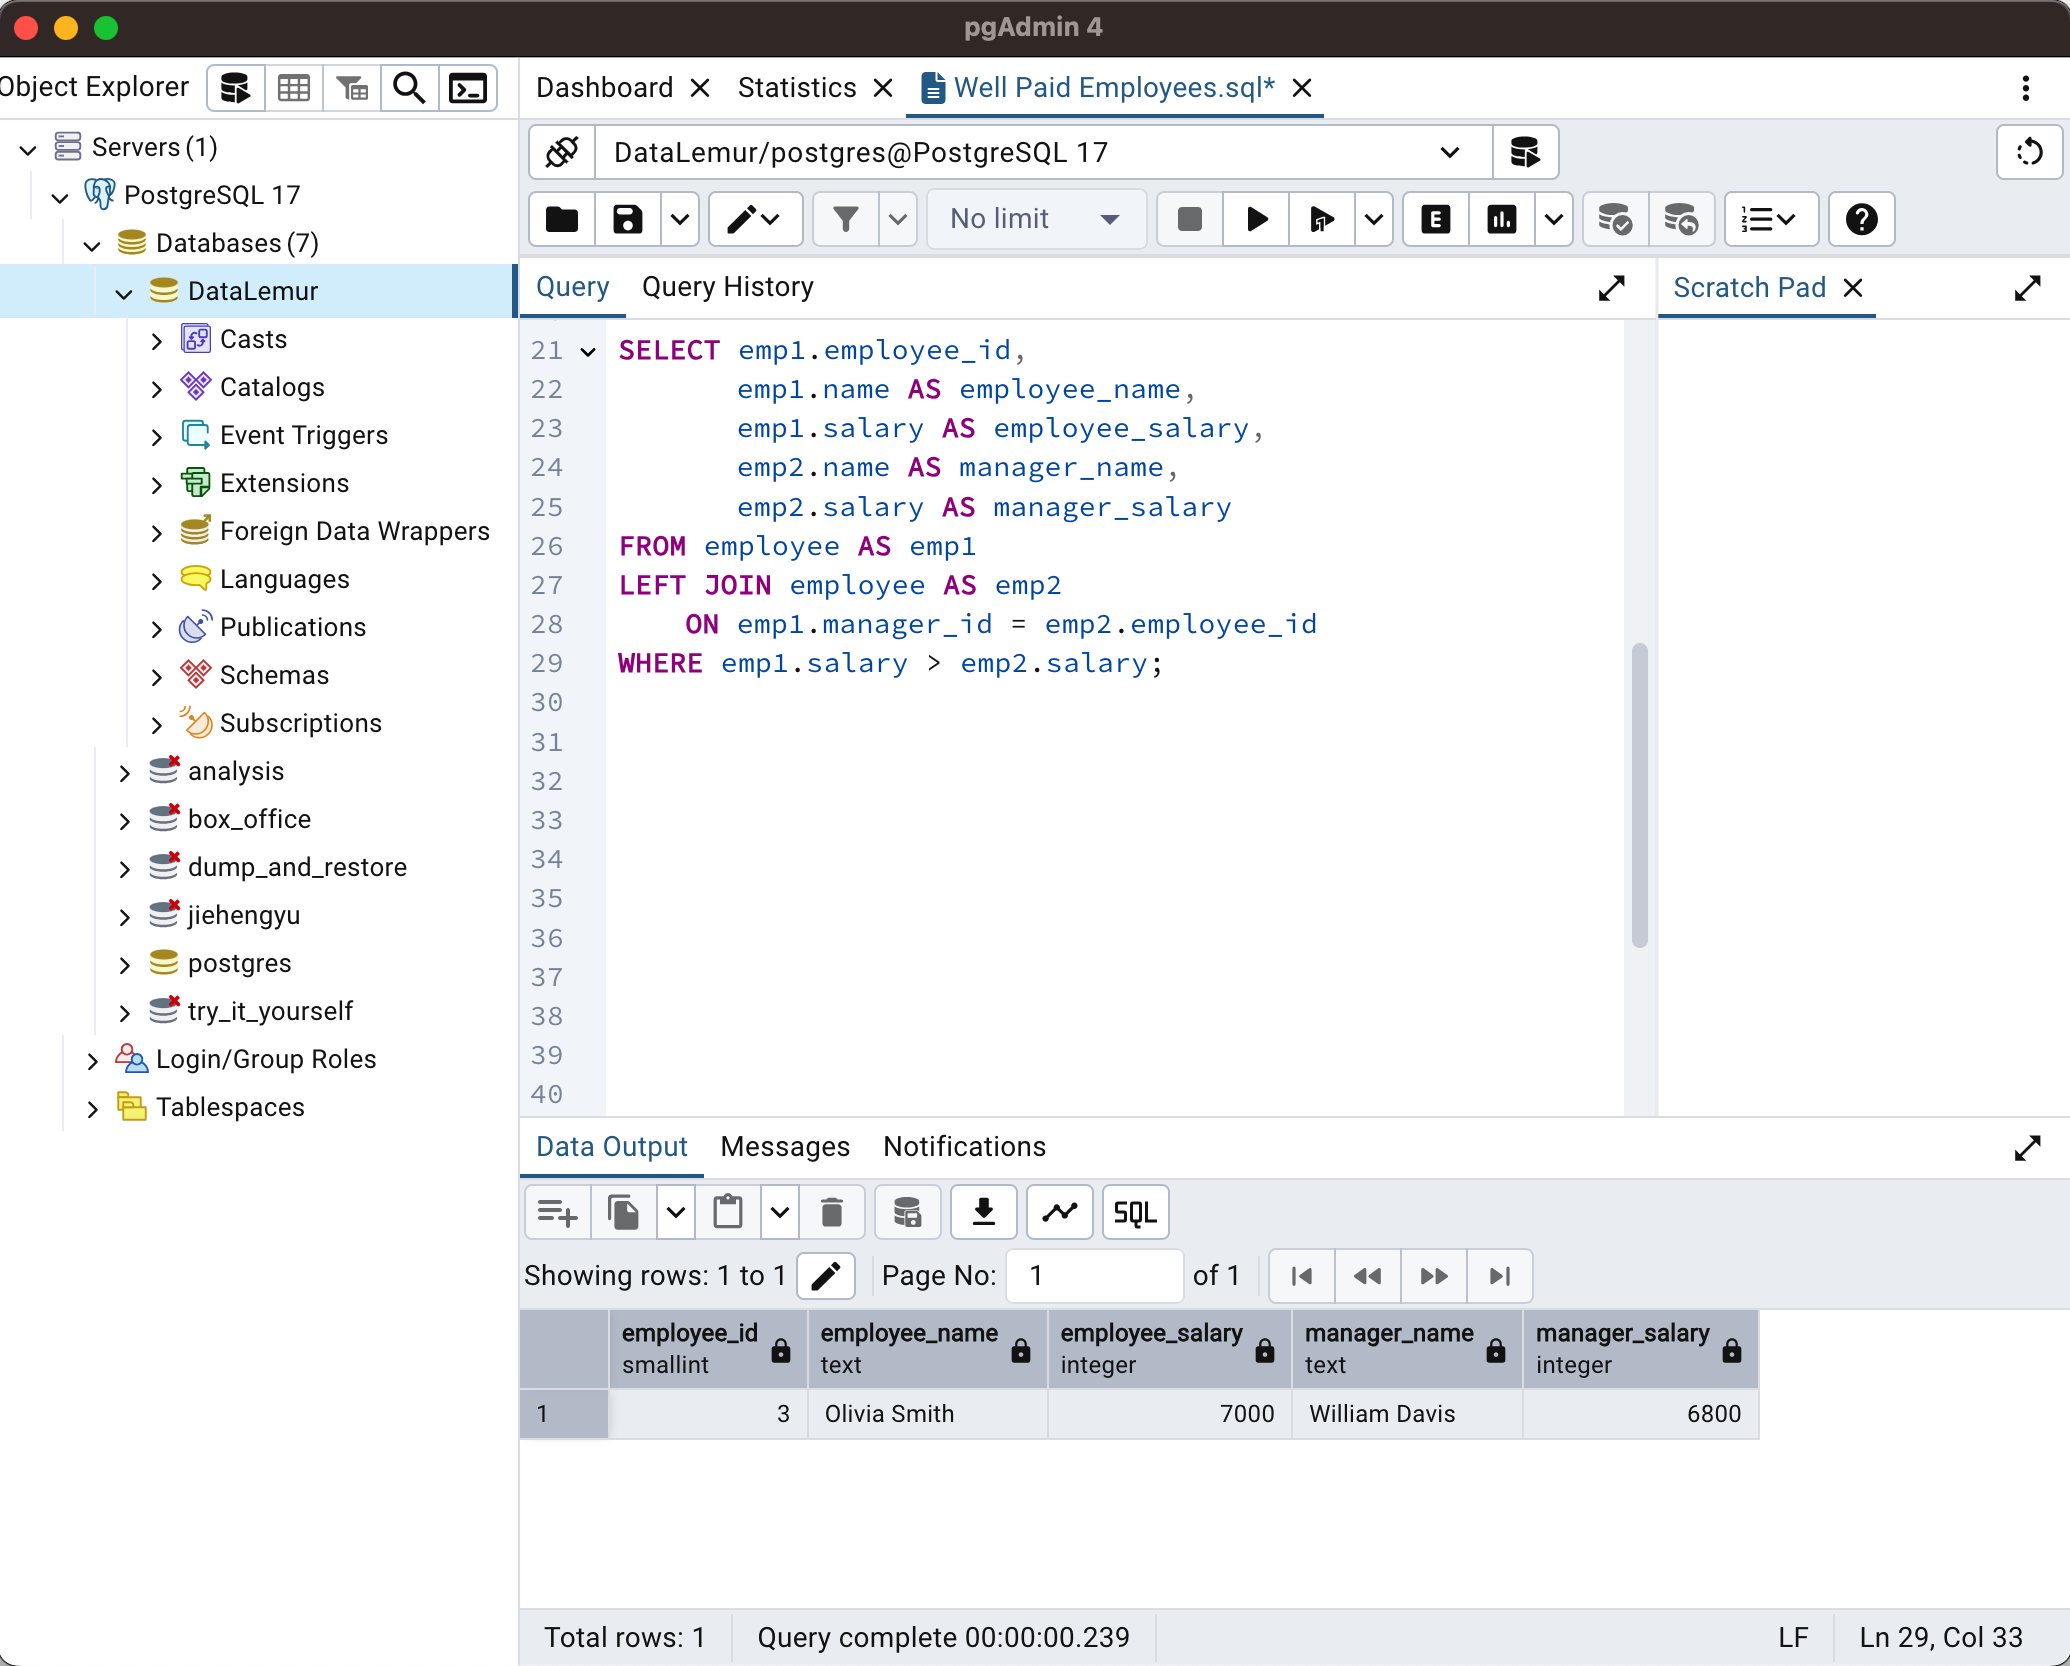 pgAdmin 4
Object Explorer
Dashboard
Statistics
Well Paid Employees.sql*
Servers (1)
PostgreSQL 17
Databases (7)
DataLemur
Casts
Catalogs
Event Triggers
Extensions
Foreign Data Wrappers
Languages
Publications
Schemas
Subscriptions
analysis
box_office
dump_and_restore
jiehengyu
postgres
try_it_yourself
Login/Group Roles
Tablespaces
DataLemur/postgres@PostgreSQL 17
No limit
E
Query
Query History
Scratch Pad
21 SELECT emp1.employee_id,
22 emp1.name AS employee_name,
23 emp1.salary AS employee_salary,
24 emp2.name AS manager_name,
25 emp2.salary AS manager_salary
26 FROM employee AS emp1
27 LEFT JOIN employee AS emp2
28 ON emp1.manager_id = emp2.employee_id
29 WHERE emp1.salary > emp2.salary;
30
31
32
33
34
35
36
37
38
39
40
Data Output
Messages
Notifications
SQL
Showing rows: 1 to 1
Page No: 1 of 1
employee_id employee_name employee_salary manager_name manager_salary
smallint text integer text integer
1 3 Olivia Smith 7000 William Davis 6800
Total rows: 1
Query complete 00:00:00.239
LF
Ln 29, Col 33